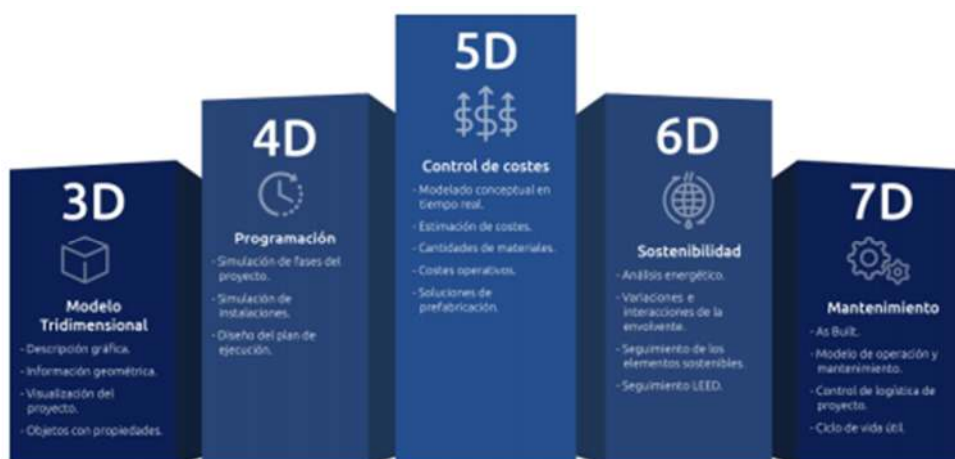 3D
Modelo
Tridimensional
- Descripción gráfica.
- Información geométrica.
- Visualización del
proyecto.
- Objetos con propiedades.
4D
Programación
- Simulación de fases del
proyecto.
- Simulación de
instalaciones.
- Diseño del plan de
ejecución.
5D
Control de costes
- Modelado conceptual en
tiempo real.
- Estimación de costes.
- Cantidades de materiales.
- Costes operativos.
- Soluciones de
prefabricación.
6D
Sostenibilidad
- Análisis energético.
- Variaciones e
interacciones de la
envolvente.
- Seguimiento de los
elementos sostenibles.
- Seguimiento LEED.
7D
Mantenimiento
- As Built.
- Modelo de operación y
mantenimiento.
- Control de logística de
proyecto.
- Ciclo de vida útil.